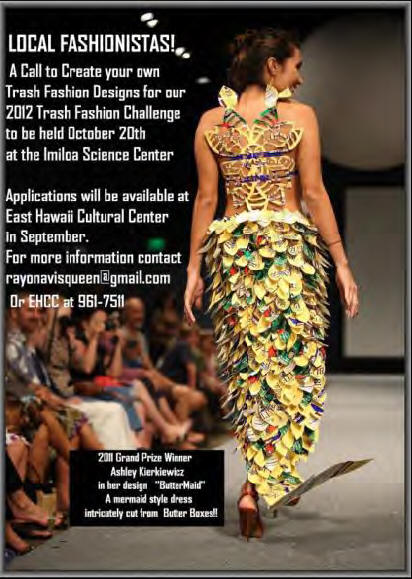 LOCAL FASHIONISTAS!
A Call to Create your own
Trash Fashion Designs for our
2012 Trash Fashion Challenge
to be held October 20th
at the Imiloa Science Center
Applications will be available at
East Hawaii Cultural Center
in September.
For more information contact
rayonavisqueen@gmail.com
Or EHCC at 961-7511
2011 Grand Prize Winner
Ashley Kierkiewicz
in her design "ButterMaid"
A mermaid style dress
intricately cut from Butter Boxes!!